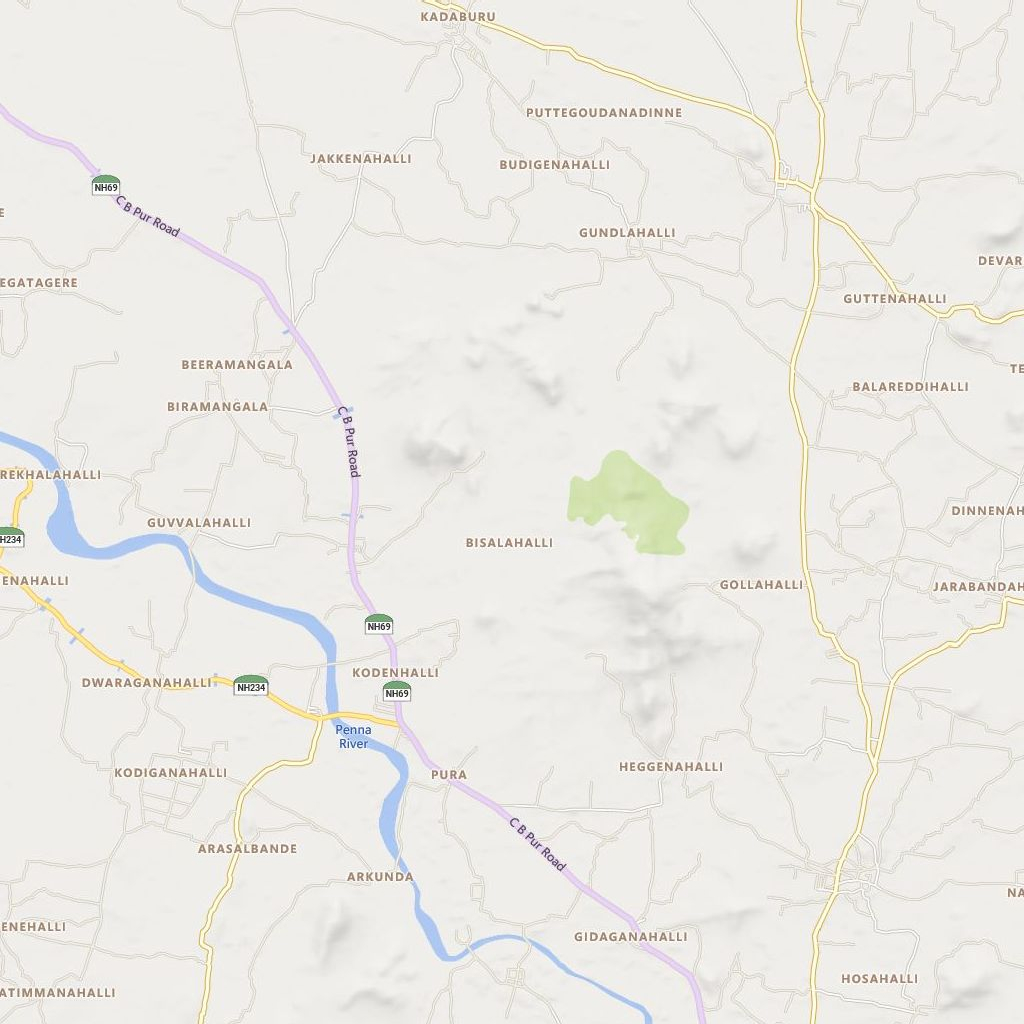 KADABURU
PUTTEGOUDANADINNE
JAKKENAHALLI
BUDIGENAHALLI
NH69
C B Pur Road
E
GUNDLAHALLI
DEVAR
EGATAGERE
GUTTENAHALLI
BEERAMANGALA
TE
BALAREDDIHALLI
BIRAMANGALA
C B Pur Road
REKHALAHALLI
DINNENAH
GUVVALAHALLI
H234
BISALAHALLI
ENAHALLI
GOLLAHALLI
JARABANDAH
NH69
KODENHALLI
DWARAGANAHALLI
NH234
NH69
Penna
River
KODIGANAHALLI
PURA
HEGGENAHALLI
C B Pur Road
ARASALBANDE
ARKUNDA
NA
ENEHALLI
GIDAGANAHALLI
HOSAHALLI
ATIMMANAHALLI